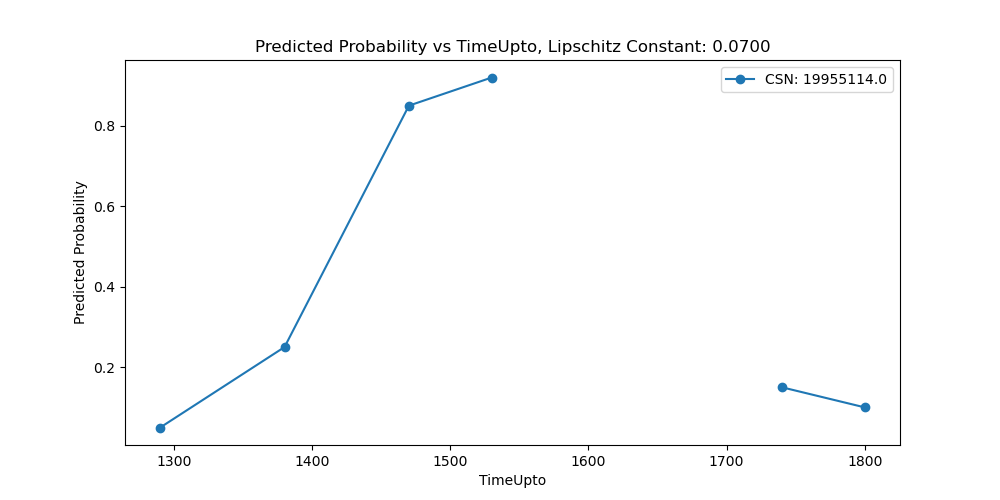 Predicted Probability vs TimeUpto, Lipschitz Constant: 0.0700
CSN: 19955114.0
Predicted Probability
0.8
0.6
0.4
0.2
1300 1400 1500 1600 1700 1800
TimeUpto